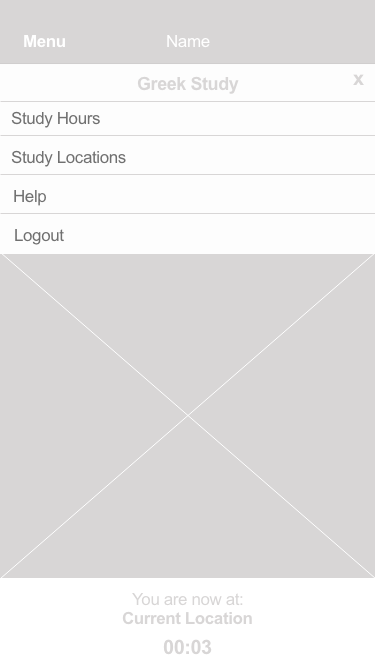 Menu Name
Greek Study x
Study Hours
Study Locations
Help
Logout
You are now at:
Current Location
00:03